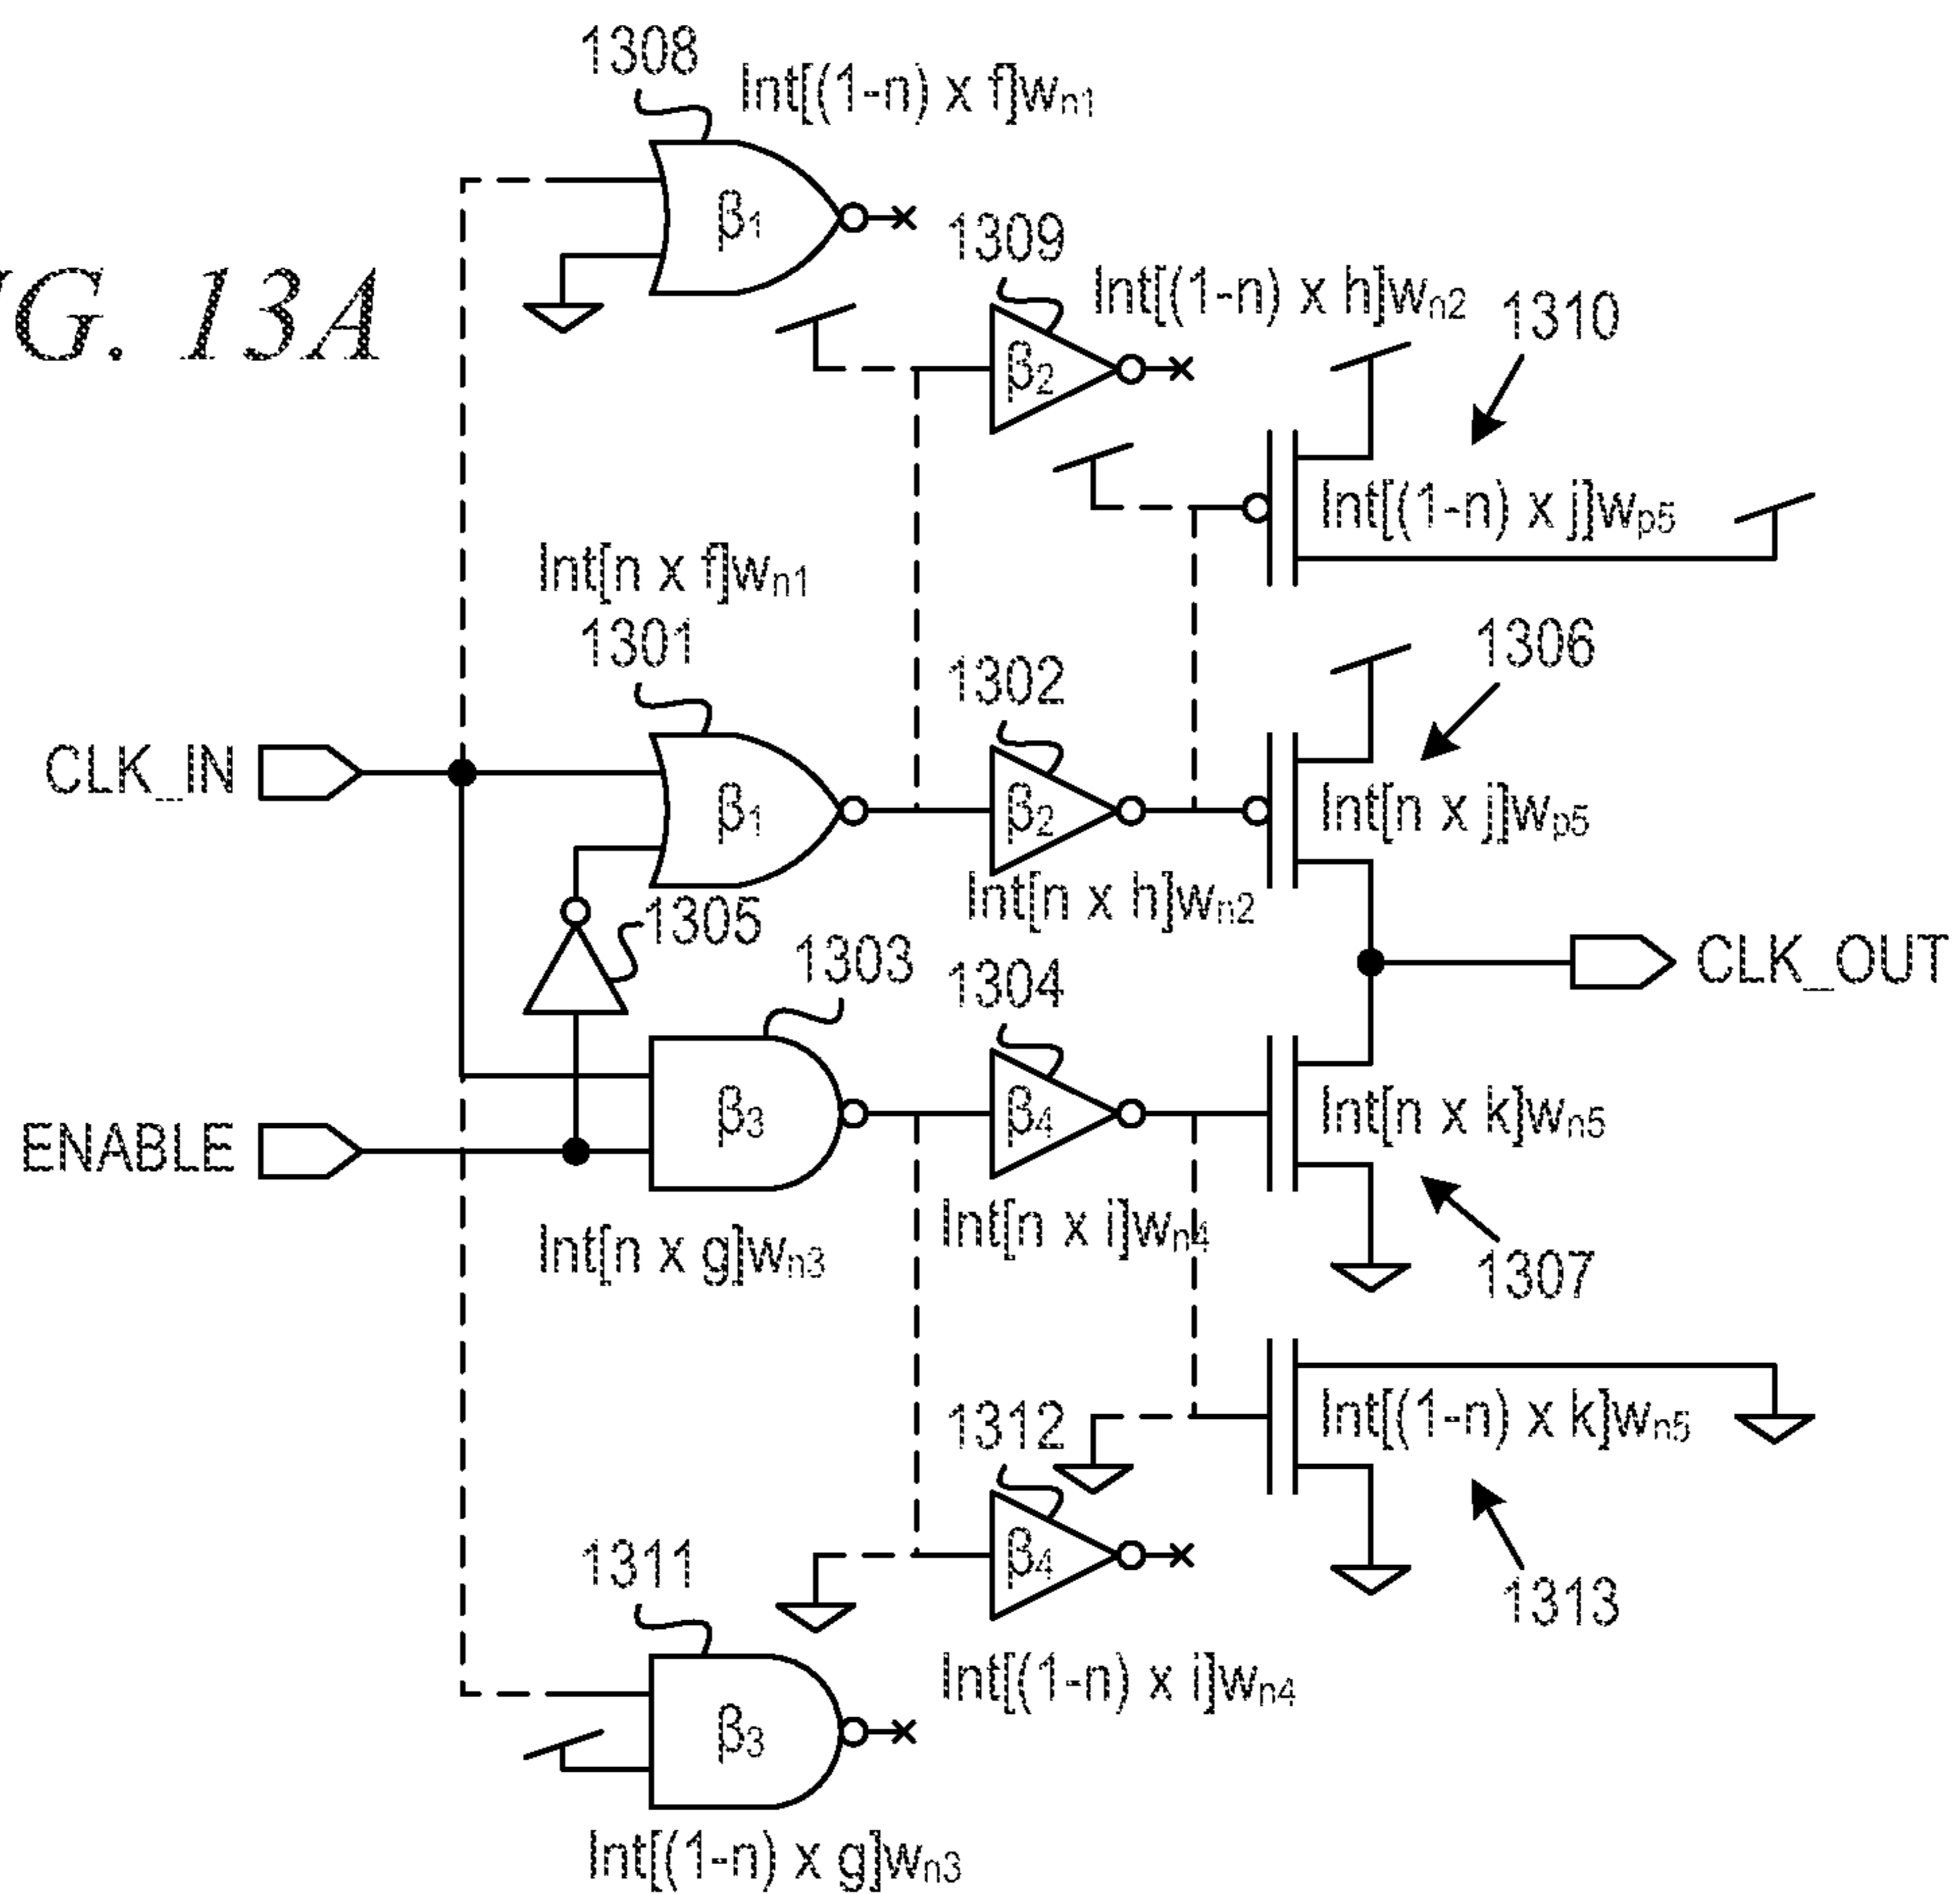 1308
Int[(1-n) x f]wn1
β1
1309
Int[(1-n) x h]wn2
1310
G. 13A
β2
Int[(1-n) x j]wp5
Int[n x f]wn1
1301
1302
1306
CLK_IN
β1
β2
Int[n x j]wp5
Int[n x h]wn2
1305
1303
1304
CLK_OUT
ENABLE
β3
β4
Int[n x k]wn5
Int[n x g]wn3
Int[n x i]wn4
1307
1312
Int[(1-n) x k]wn5
1311
β4
1313
Int[(1-n) x i]wn4
β3
Int[(1-n) x g]wn3